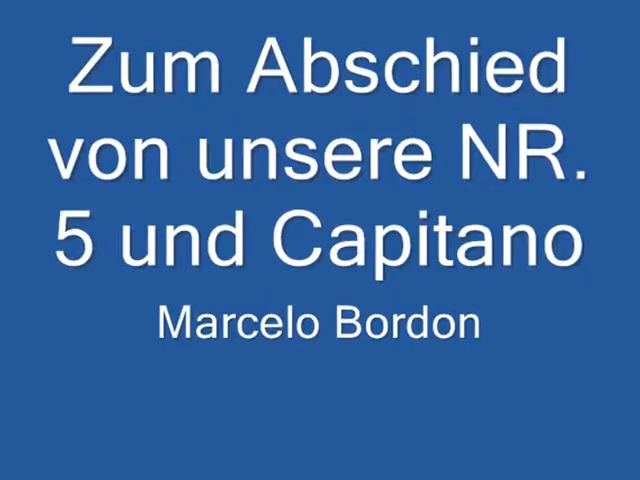 Zum Abschied
von unsere NR.
5 und Capitano
Marcelo Bordon